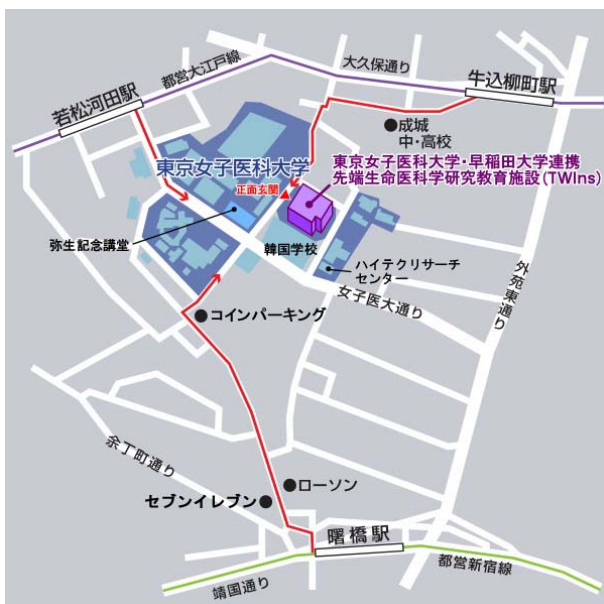 若松河田駅
都営大江戸線
大久保通り
牛込柳町駅
成城
中・高校
東京女子医科大学
正面玄関
東京女子医科大学・早稲田大学連携
先端生命医科学研究教育施設(TWIns)
弥生記念講堂
韓国学校
ハイテクリサーチ
センター
女子医大通り
外苑東通り
コインパーキング
余丁町通り
ローソン
セブンイレブン
曙橋駅
都営新宿線
靖国通り